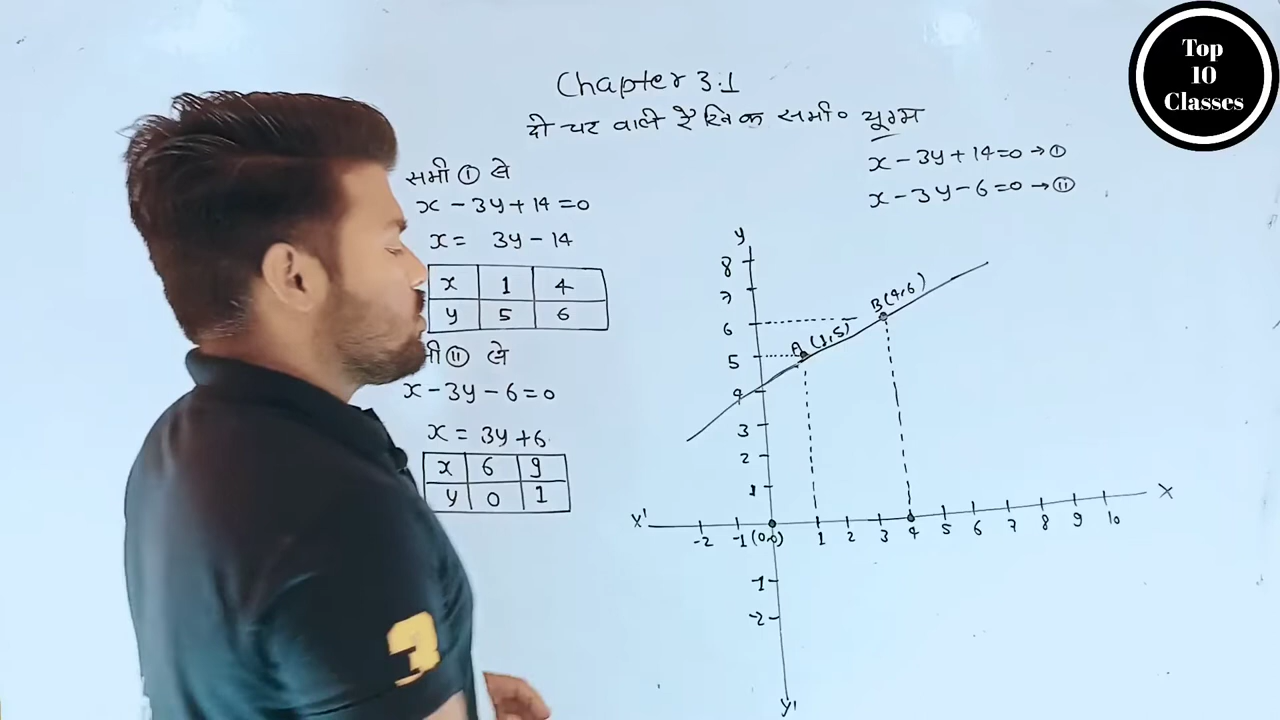 Top
10
Classes
Chapter 3.1
दो चर वाले रैखिक समी० युग्म
x - 3y + 14 = 0 → ①
x - 3y - 6 = 0 → ⑪
समी ① से
x - 3y + 14 = 0
x = 3y - 14
x 1 4
y 5 6
मी ⑪ से
x - 3y - 6 = 0
x = 3y + 6
x 6 9
y 0 1
y
8
7
6
5
4
3
2
1
B(4,6)
A(1,5)
X' -2 -1 (0,0) 1 2 3 4 5 6 7 8 9 10 X
-1
-2
y'
3